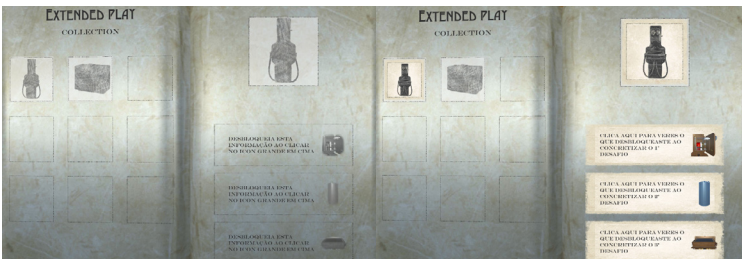 EXTENDED PLAY
COLLECTION
DESBLOQUEIA ESTA
INFORMAÇÃO AO CLICAR
NO ICON GRANDE EM CIMA
DESBLOQUEIA ESTA
INFORMAÇÃO AO CLICAR
NO ICON GRANDE EM CIMA
DESBLOQUEIA ESTA
INFORMAÇÃO AO CLICAR
NO ICON GRANDE EM CIMA
EXTENDED PLAY
COLLECTION
CLICA AQUI PARA VERES O
QUE DESBLOQUEASTE AO
CONCRETIZAR O 1º
DESAFIO
CLICA AQUI PARA VERES O
QUE DESBLOQUEASTE AO
CONCRETIZAR O 2º
DESAFIO
CLICA AQUI PARA VERES O
QUE DESBLOQUEASTE AO
CONCRETIZAR O 3º
DESAFIO